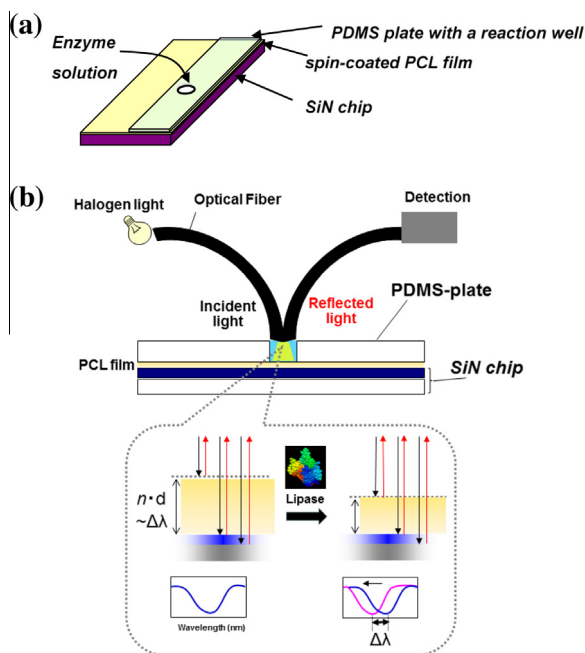 (a)
Enzyme
solution
PDMS plate with a reaction well
spin-coated PCL film
SiN chip
(b)
Halogen light
Optical Fiber
Detection
Incident
light
Reflected
light
PDMS-plate
PCL film
SiN chip
n·d
~Δλ
Lipase
Wavelength (nm)
Δλ